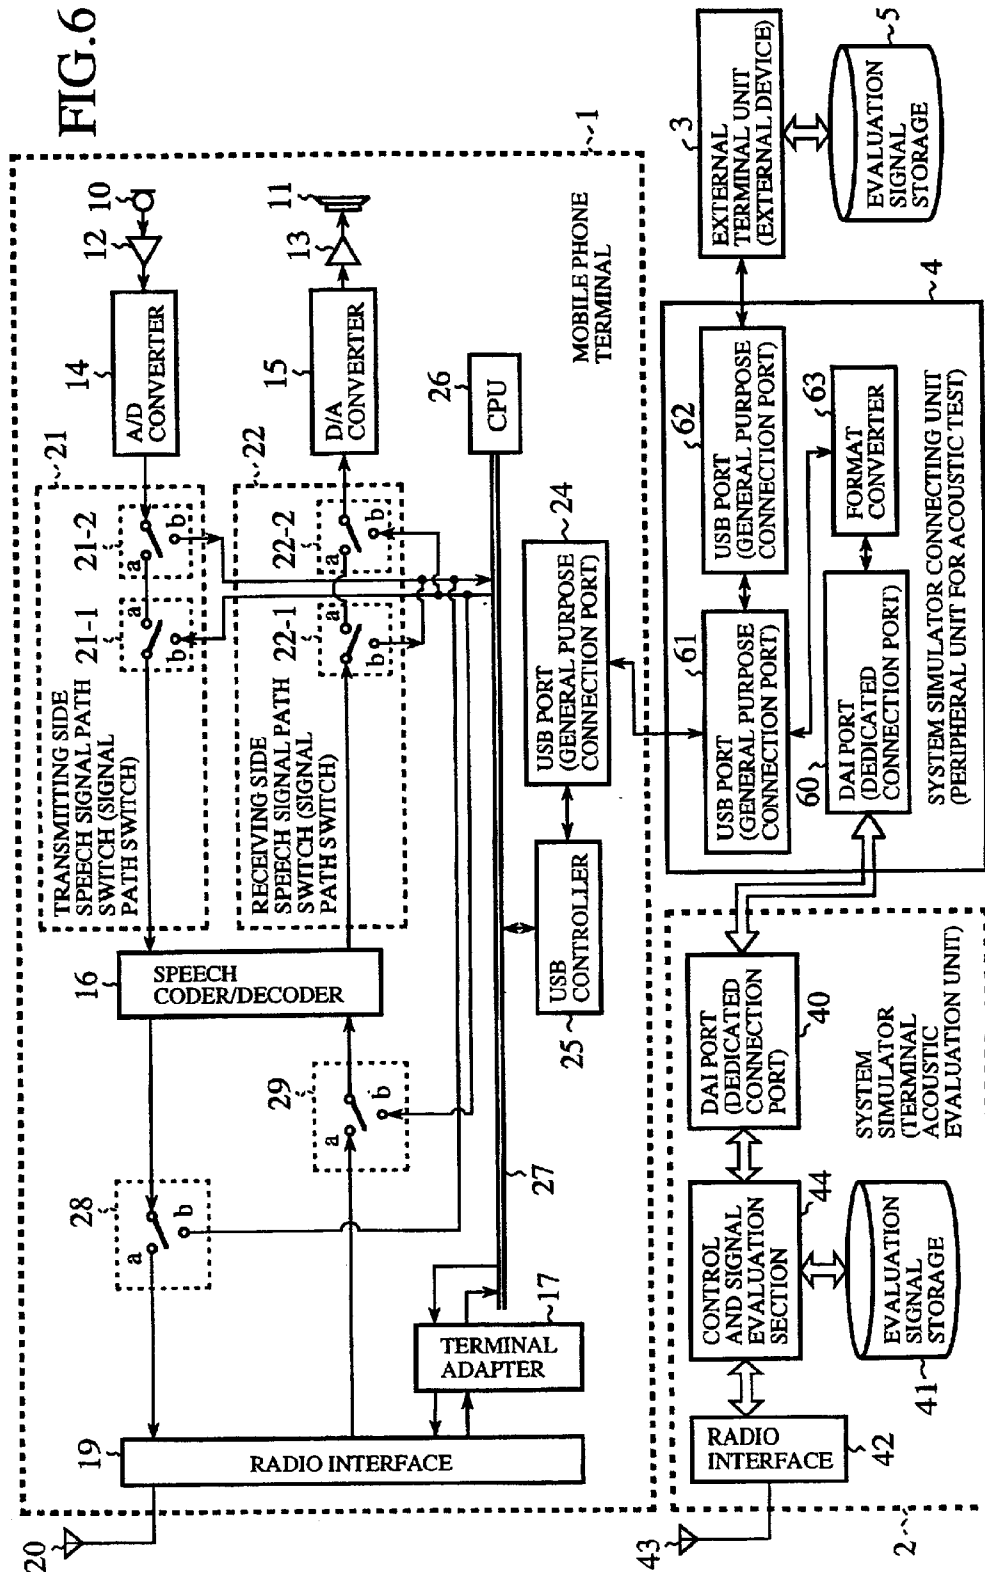 FIG.6
10
12
14
A/D
CONVERTER
21
21-2
a
b
21-1
a
b
TRANSMITTING SIDE
SPEECH SIGNAL PATH
SWITCH (SIGNAL
PATH SWITCH)
11
13
15
D/A
CONVERTER
22
22-2
a
b
22-1
a
b
RECEIVING SIDE
SPEECH SIGNAL PATH
SWITCH (SIGNAL
PATH SWITCH)
16
SPEECH
CODER/DECODER
28
a
b
29
a
b
19
RADIO INTERFACE
20
17
TERMINAL
ADAPTER
27
26
CPU
24
USB PORT
(GENERAL PURPOSE
CONNECTION PORT)
25
USB
CONTROLLER
MOBILE PHONE
TERMINAL
1
3
EXTERNAL
TERMINAL UNIT
(EXTERNAL DEVICE)
5
EVALUATION
SIGNAL
STORAGE
4
62
USB PORT
(GENERAL PURPOSE
CONNECTION PORT)
61
USB PORT
(GENERAL PURPOSE
CONNECTION PORT)
63
FORMAT
CONVERTER
60
DAI PORT
(DEDICATED
CONNECTION PORT)
SYSTEM SIMULATOR CONNECTING UNIT
(PERIPHERAL UNIT FOR ACOUSTIC TEST)
40
DAI PORT
(DEDICATED
CONNECTION
PORT)
44
CONTROL
AND SIGNAL
EVALUATION
SECTION
41
EVALUATION
SIGNAL
STORAGE
42
RADIO
INTERFACE
43
2
SYSTEM
SIMULATOR
(TERMINAL
ACOUSTIC
EVALUATION UNIT)